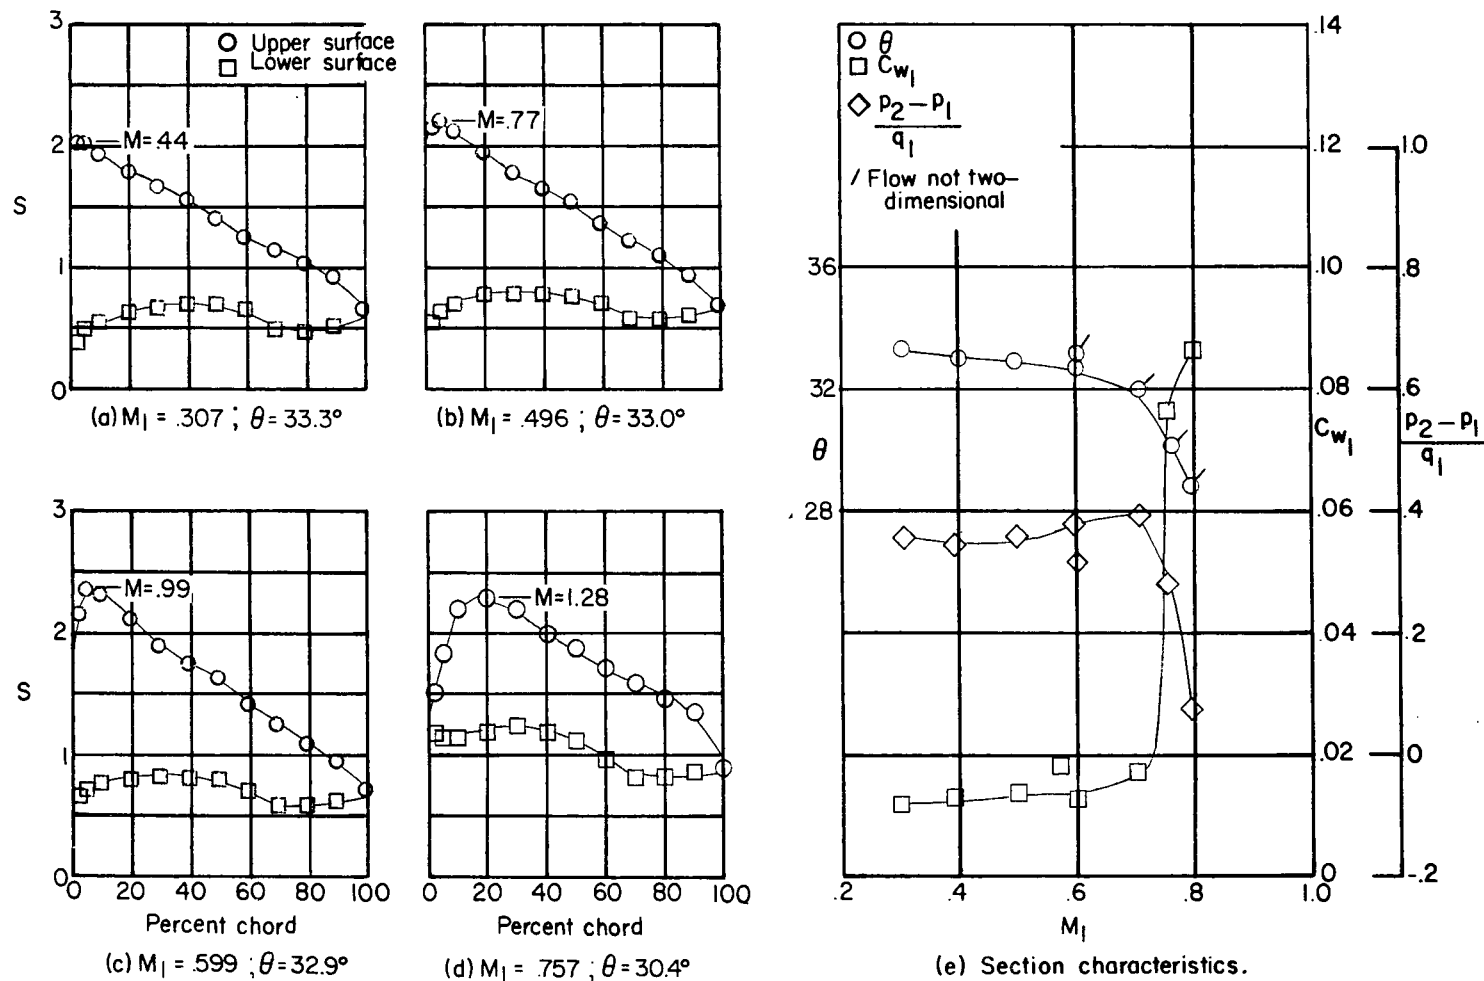 3
2
S
1
0
○ Upper surface
□ Lower surface
M=.44
M=.77
(a) M1 = .307 ; θ = 33.3°
(b) M1 = .496 ; θ = 33.0°
3
2
S
1
0
M=.99
M=1.28
0 20 40 60 80 100
Percent chord
0 20 40 60 80 100
Percent chord
(c) M1 = .599 ; θ = 32.9°
(d) M1 = .757 ; θ = 30.4°
○ θ
□ Cw1
◇ p2 – p1
q1
/ Flow not two–
dimensional
36
32
θ
28
.14
.12
.10
.08
Cw1
.06
.04
.02
0
1.0
.8
.6
p2 – p1
q1
.4
.2
0
-.2
.2 .4 .6 .8 1.0
M1
(e) Section characteristics.